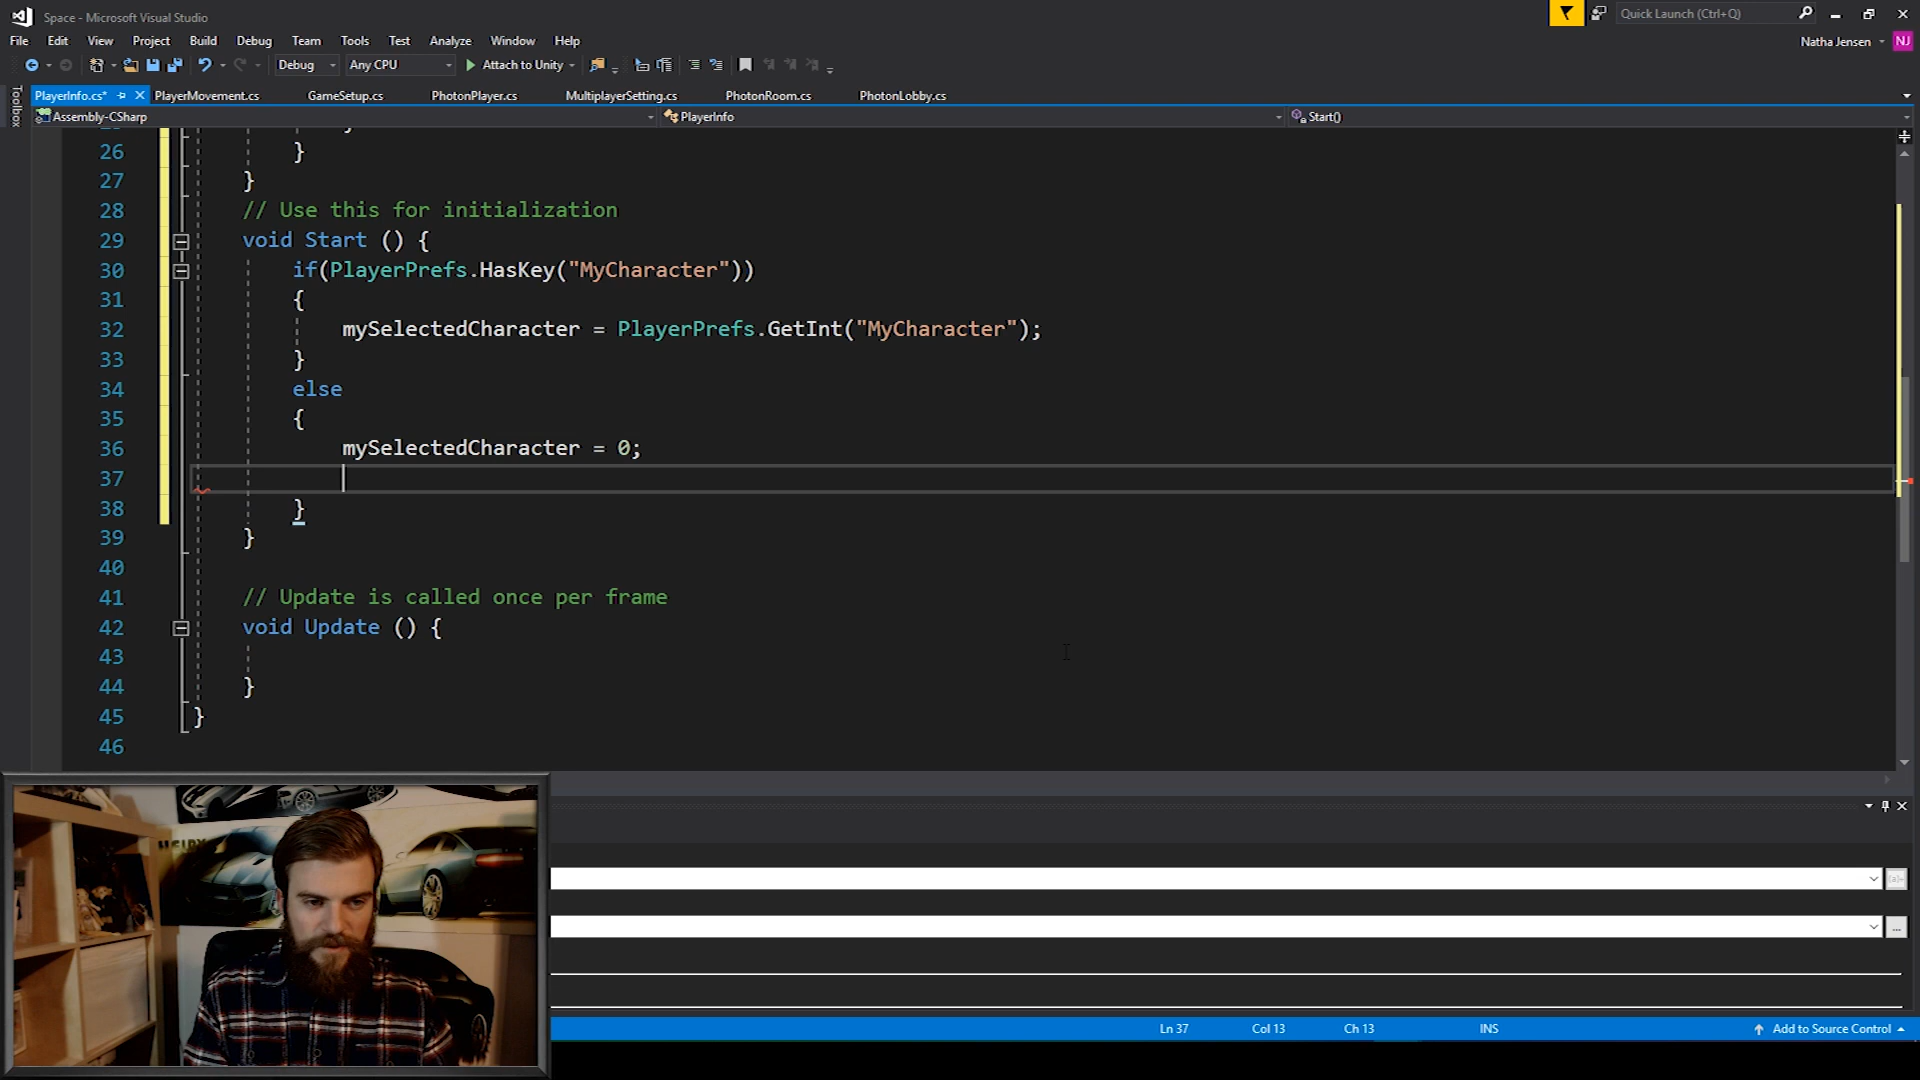 Space - Microsoft Visual Studio
Quick Launch (Ctrl+Q)
File Edit View Project Build Debug Team Tools Test Analyze Window Help
Natha Jensen NJ
Debug Any CPU Attach to Unity
Toolbox
PlayerInfo.cs* PlayerMovement.cs GameSetup.cs PhotonPlayer.cs MultiplayerSetting.cs PhotonRoom.cs PhotonLobby.cs
Assembly-CSharp PlayerInfo Start()
26 }
27 }
28 // Use this for initialization
29 void Start () {
30 if(PlayerPrefs.HasKey("MyCharacter"))
31 {
32 mySelectedCharacter = PlayerPrefs.GetInt("MyCharacter");
33 }
34 else
35 {
36 mySelectedCharacter = 0;
37
38 }
39 }
40
41 // Update is called once per frame
42 void Update () {
43
44 }
45 }
46
Ln 37 Col 13 Ch 13 INS Add to Source Control